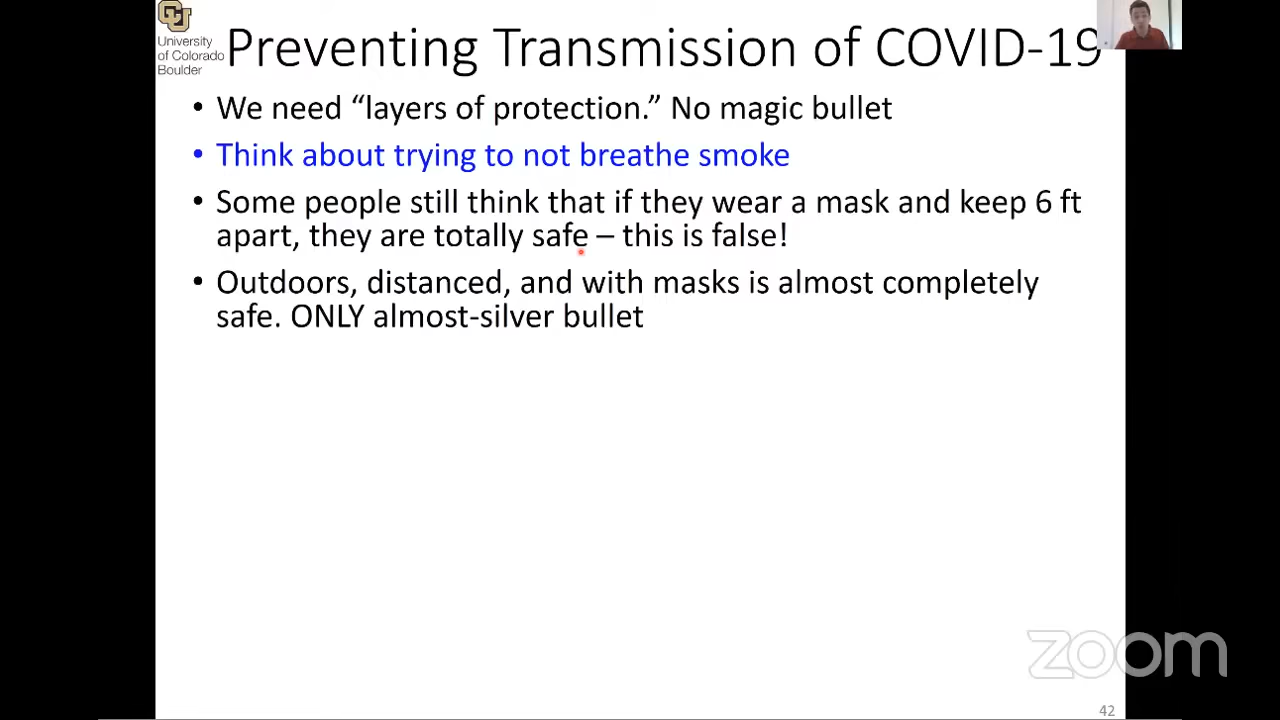 CU
University
of Colorado
Boulder
Preventing Transmission of COVID-19
• We need “layers of protection.” No magic bullet
• Think about trying to not breathe smoke
• Some people still think that if they wear a mask and keep 6 ft
apart, they are totally safe – this is false!
• Outdoors, distanced, and with masks is almost completely
safe. ONLY almost-silver bullet
zoom
42